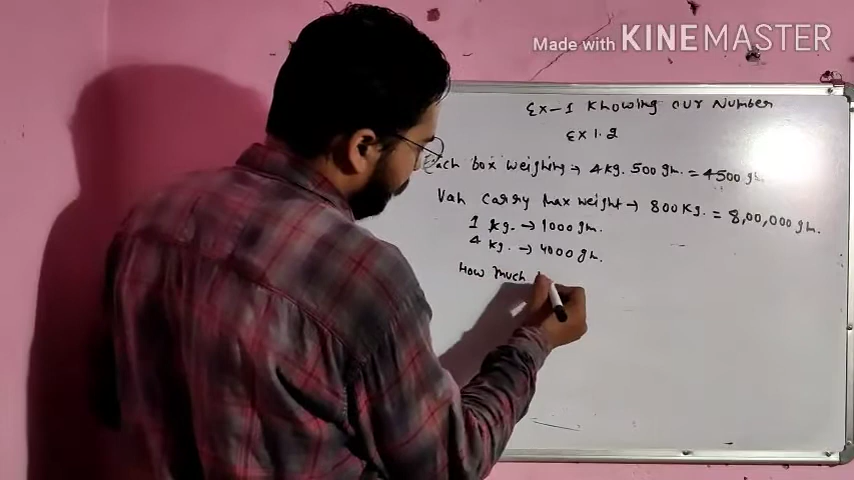 Made with KINEMASTER
Ex-1 Knowing our Number
Ex 1.2
Each box weighing → 4 kg. 500 gm. = 4500 gm.
Van carry max weight → 800 Kg. = 8,00,000 gm.
1 kg. → 1000 gm.
4 kg. → 4000 gm.
How much